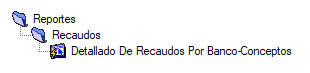 Reportes
Recaudos
Detallado De Recaudos Por Banco-Conceptos